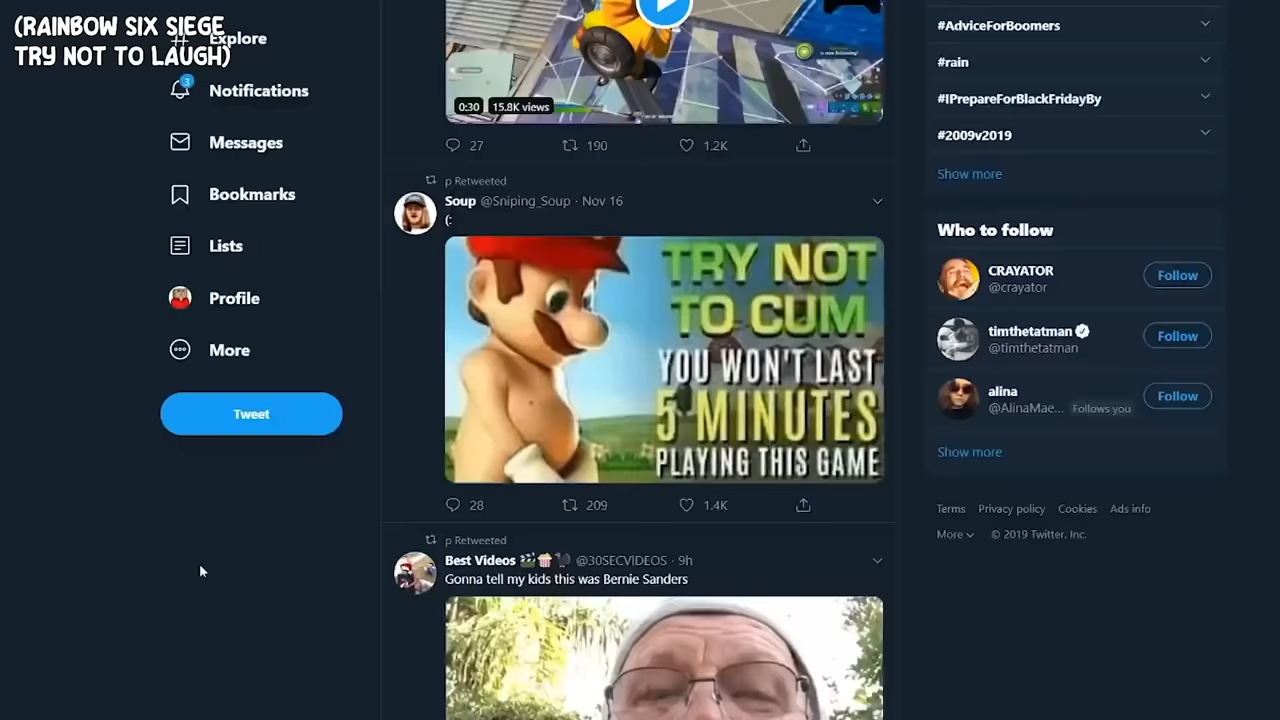 (RAINBOW SIX SIEGE
TRY NOT TO LAUGH)
Explore
3
Notifications
Messages
Bookmarks
Lists
Profile
More
Tweet
0:30
15.8K views
27
190
1.2K
p Retweeted
Soup @Sniping_Soup · Nov 16
(:
TRY NOT
TO CUM
YOU WON'T LAST
5 MINUTES
PLAYING THIS GAME
28
209
1.4K
p Retweeted
Best Videos 🎬🍿🦃 @30SECVIDEOS · 9h
Gonna tell my kids this was Bernie Sanders
#AdviceForBoomers
#rain
#IPrepareForBlackFridayBy
#2009v2019
Show more
Who to follow
CRAYATOR
@crayator
Follow
timthetatman
@timthetatman
Follow
alina
@AlinaMae... Follows you
Follow
Show more
Terms Privacy policy Cookies Ads info
More © 2019 Twitter, Inc.